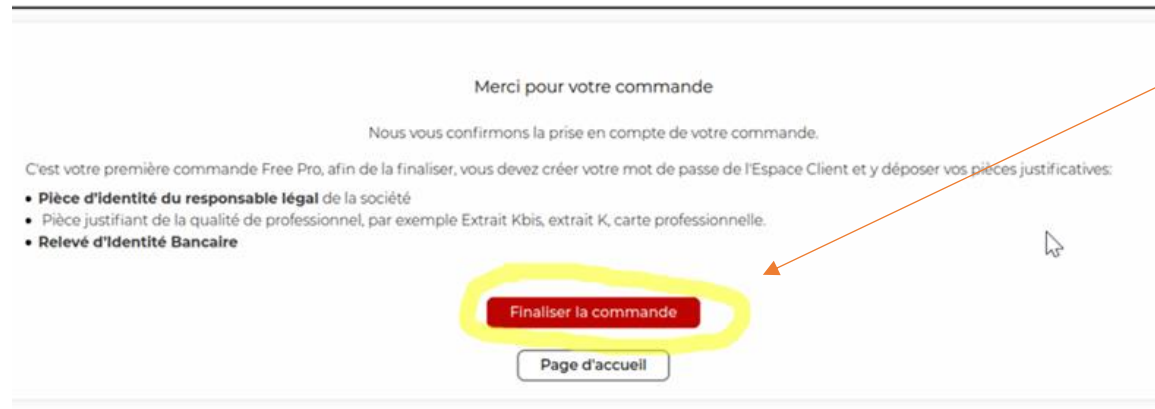 Merci pour votre commande
Nous vous confirmons la prise en compte de votre commande.
C'est votre première commande Free Pro, afin de la finaliser, vous devez créer votre mot de passe de l'Espace Client et y déposer vos pièces justificatives:
• Pièce d'identité du responsable légal de la société
• Pièce justifiant de la qualité de professionnel, par exemple Extrait Kbis, extrait K, carte professionnelle.
• Relevé d'Identité Bancaire
Finaliser la commande
Page d'accueil